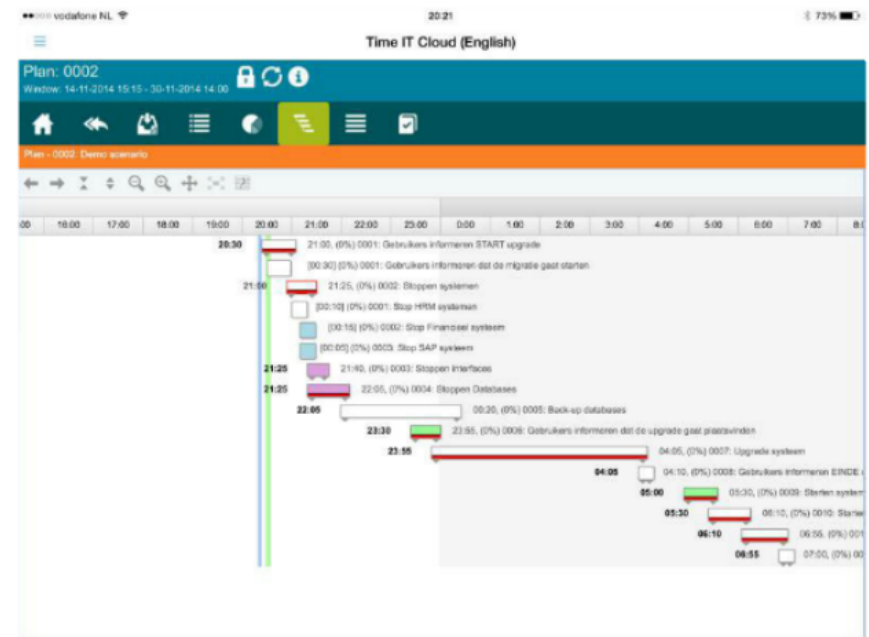 vodafone NL 20:21 73%
Time IT Cloud (English)
Plan: 0002
Window: 14-11-2014 15:15 - 30-11-2014 14:00
Plan - 0002: Demo scenario
:00 16:00 17:00 18:00 19:00 20:00 21:00 22:00 23:00 0:00 1:00 2:00 3:00 4:00 5:00 6:00 7:00 8:0
20:30 21:00, (0%) 0001: Gebruikers informeren START upgrade
[00:30] (0%) 0001: Gebruikers informeren dat de migratie gaat starten
21:00 21:25, (0%) 0002: Stoppen systemen
[00:10] (0%) 0001: Stop HRM systemen
[00:15] (0%) 0002: Stop Financieel systeem
[00:05] (0%) 0003: Stop SAP systeem
21:25 21:40, (0%) 0003: Stoppen interfaces
21:25 22:05, (0%) 0004: Stoppen Databases
22:05 00:20, (0%) 0005: Back-up databases
23:30 23:55, (0%) 0006: Gebruikers informeren dat de upgrade gaat plaatsvinden
23:55 04:05, (0%) 0007: Upgrade systeem
04:05 04:10, (0%) 0008: Gebruikers informeren EINDE
05:00 05:30, (0%) 0009: Starten system
05:30 06:10, (0%) 0010: Starte
06:10 06:55, (0%) 001
06:55 07:00, (0%) 00